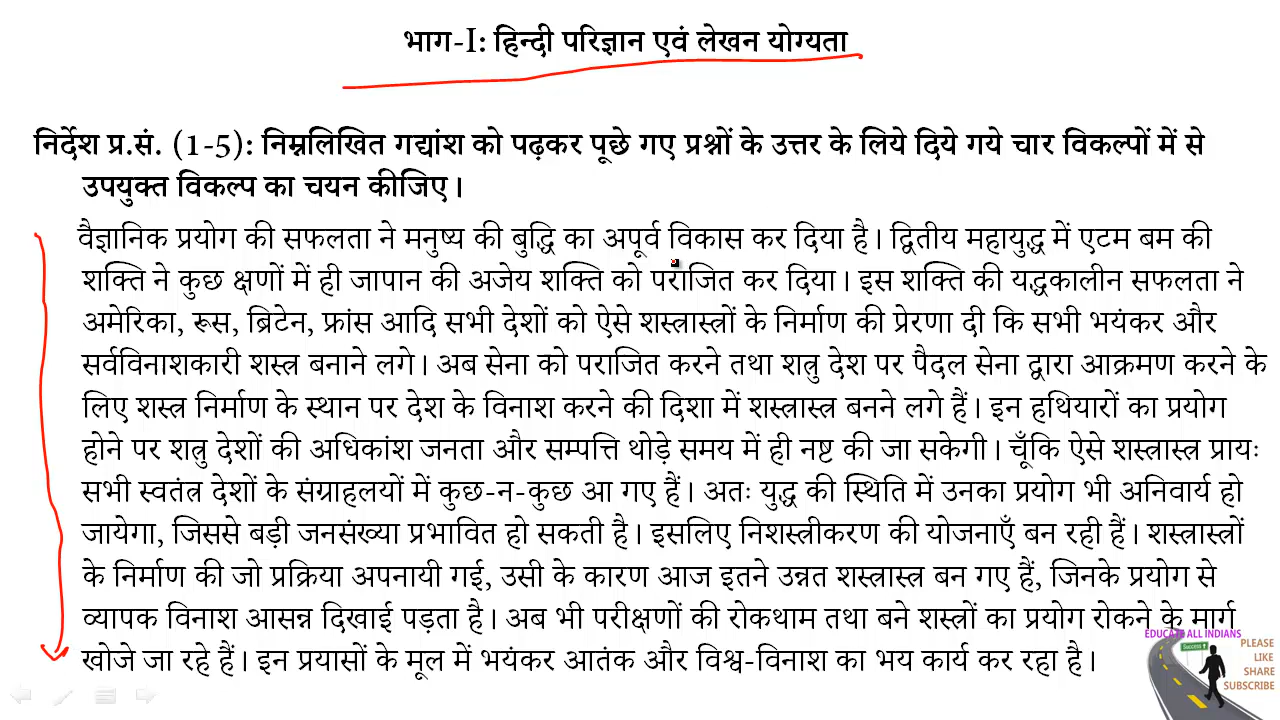 भाग-I: हिन्दी परिज्ञान एवं लेखन योग्यता
निर्देश प्र.सं. (1-5): निम्नलिखित गद्यांश को पढ़कर पूछे गए प्रश्नों के उत्तर के लिये दिये गये चार विकल्पों में से
उपयुक्त विकल्प का चयन कीजिए।
वैज्ञानिक प्रयोग की सफलता ने मनुष्य की बुद्धि का अपूर्व विकास कर दिया है। द्वितीय महायुद्ध में एटम बम की
शक्ति ने कुछ क्षणों में ही जापान की अजेय शक्ति को पराजित कर दिया। इस शक्ति की यद्धकालीन सफलता ने
अमेरिका, रूस, ब्रिटेन, फ्रांस आदि सभी देशों को ऐसे शस्त्रास्त्रों के निर्माण की प्रेरणा दी कि सभी भयंकर और
सर्वविनाशकारी शस्त्र बनाने लगे। अब सेना को पराजित करने तथा शत्रु देश पर पैदल सेना द्वारा आक्रमण करने के
लिए शस्त्र निर्माण के स्थान पर देश के विनाश करने की दिशा में शस्त्रास्त्र बनने लगे हैं। इन हथियारों का प्रयोग
होने पर शत्रु देशों की अधिकांश जनता और सम्पत्ति थोड़े समय में ही नष्ट की जा सकेगी। चूँकि ऐसे शस्त्रास्त्र प्रायः
सभी स्वतंत्र देशों के संग्राहलयों में कुछ-न-कुछ आ गए हैं। अतः युद्ध की स्थिति में उनका प्रयोग भी अनिवार्य हो
जायेगा, जिससे बड़ी जनसंख्या प्रभावित हो सकती है। इसलिए निशस्त्रीकरण की योजनाएँ बन रही हैं। शस्त्रास्त्रों
के निर्माण की जो प्रक्रिया अपनायी गई, उसी के कारण आज इतने उन्नत शस्त्रास्त्र बन गए हैं, जिनके प्रयोग से
व्यापक विनाश आसन्न दिखाई पड़ता है। अब भी परीक्षणों की रोकथाम तथा बने शस्त्रों का प्रयोग रोकने के मार्ग
खोजे जा रहे हैं। इन प्रयासों के मूल में भयंकर आतंक और विश्व-विनाश का भय कार्य कर रहा है।
EDUCATE ALL INDIANS
Success
PLEASE
LIKE
SHARE
SUBSCRIBE